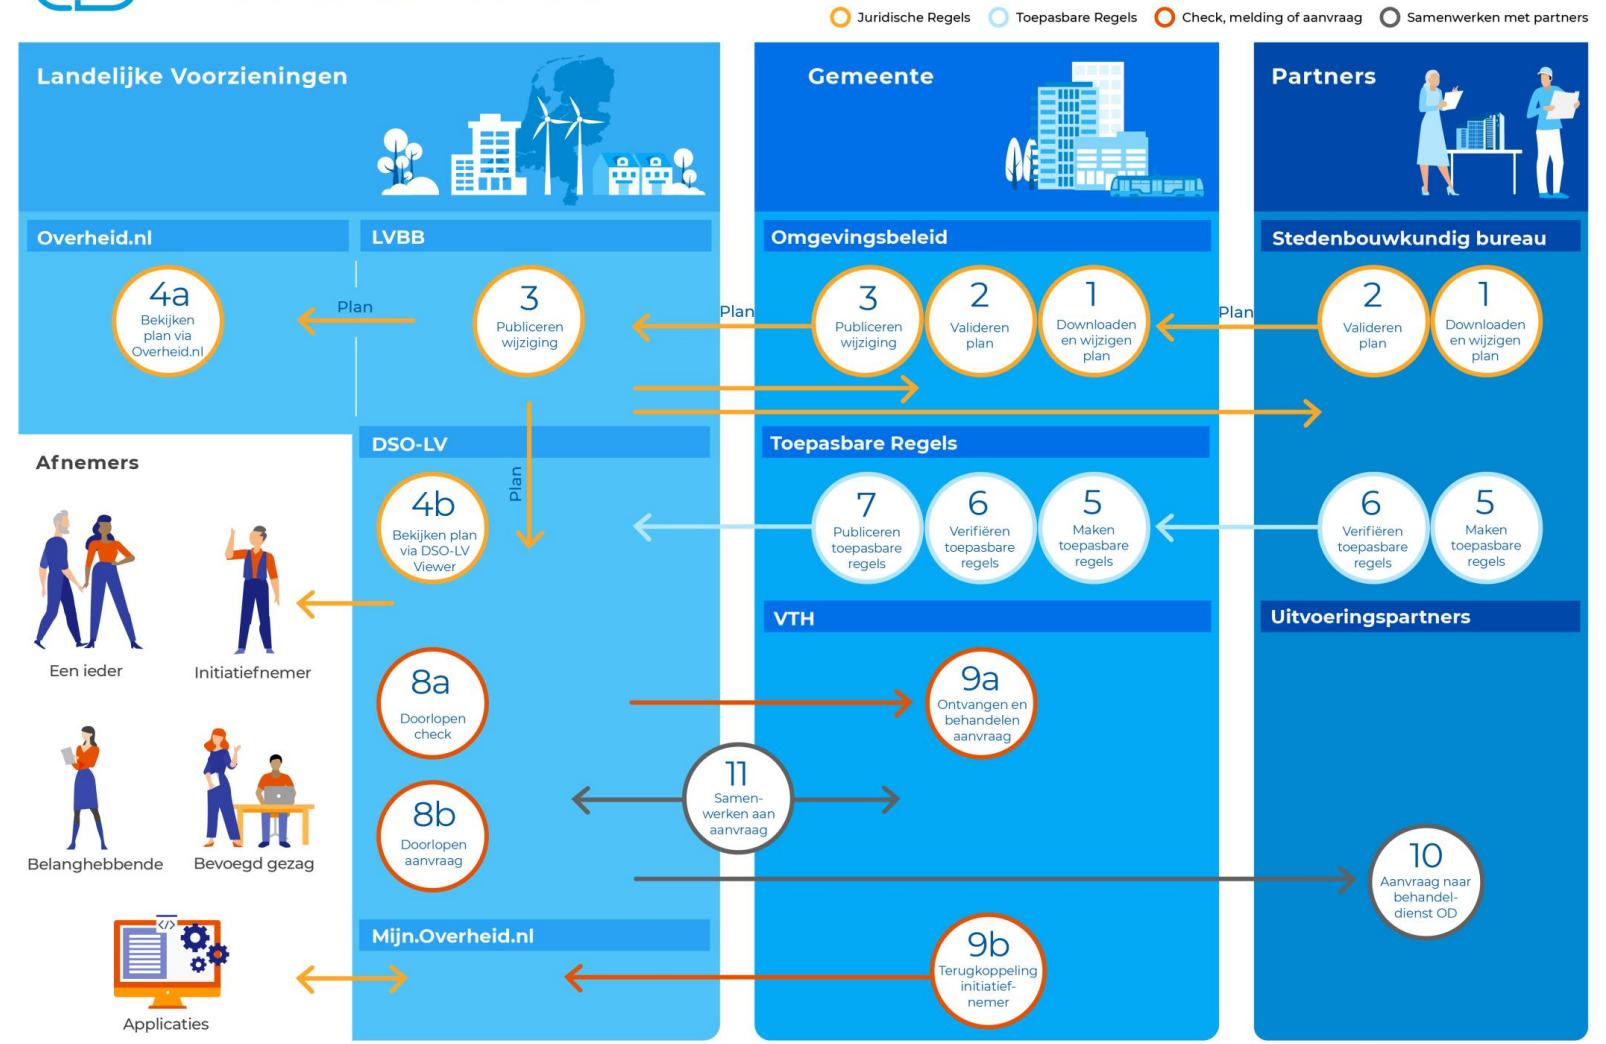 Juridische Regels
Toepasbare Regels
Check, melding of aanvraag
Samenwerken met partners
Landelijke Voorzieningen
Gemeente
Partners
Overheid.nl
LVBB
Omgevingsbeleid
Stedenbouwkundig bureau
4a
Bekijken
plan via
Overheid.nl
Plan
3
Publiceren
wijziging
Plan
3
Publiceren
wijziging
2
Valideren
plan
1
Downloaden
en wijzigen
plan
Plan
2
Valideren
plan
1
Downloaden
en wijzigen
plan
Afnemers
DSO-LV
Toepasbare Regels
4b
Bekijken plan
via DSO-LV
Viewer
Plan
7
Publiceren
toepasbare
regels
6
Verifiëren
toepasbare
regels
5
Maken
toepasbare
regels
6
Verifiëren
toepasbare
regels
5
Maken
toepasbare
regels
VTH
Uitvoeringspartners
Een ieder
Initiatiefnemer
8a
Doorlopen
check
9a
Ontvangen en
behandelen
aanvraag
11
Samen-
werken aan
aanvraag
8b
Doorlopen
aanvraag
Belanghebbende
Bevoegd gezag
10
Aanvraag naar
behandel-
dienst OD
</>
Mijn.Overheid.nl
9b
Terugkoppeling
initiatief-
nemer
Applicaties